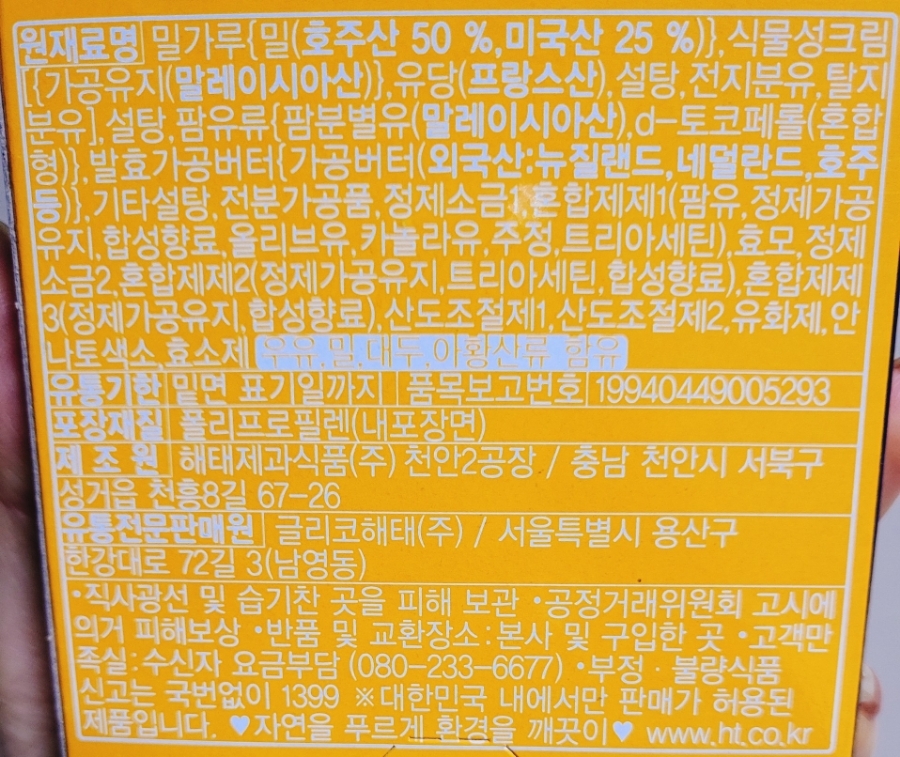 원재료명 밀가루{밀(호주산 50 %,미국산 25 %)},식물성크림
[{가공유지(말레이시아산)},유당(프랑스산),설탕,전지분유,탈지
분유],설탕,팜유류{팜분별유(말레이시아산),d-토코페롤(혼합
형)},발효가공버터{가공버터(외국산:뉴질랜드,네덜란드,호주
등)},기타설탕,전분가공품,정제소금1,혼합제제1(팜유,정제가공
유지,합성향료,올리브유,카놀라유,주정,트리아세틴),효모,정제
소금2,혼합제제2(정제가공유지,트리아세틴,합성향료),혼합제제
3(정제가공유지,합성향료),산도조절제1,산도조절제2,유화제,안
나토색소,효소제 우유,밀,대두,아황산류 함유
유통기한 밑면 표기일까지 품목보고번호 19940449005293
포장재질 폴리프로필렌(내포장면)
제 조 원 해태제과식품(주) 천안2공장 / 충남 천안시 서북구
성거읍 천흥8길 67-26
유통전문판매원 글리코해태(주) / 서울특별시 용산구
한강대로 72길 3(남영동)
•직사광선 및 습기찬 곳을 피해 보관 •공정거래위원회 고시에
의거 피해보상 •반품 및 교환장소:본사 및 구입한 곳 •고객만
족실:수신자 요금부담 (080-233-6677) •부정 · 불량식품
신고는 국번없이 1399 ※대한민국 내에서만 판매가 허용된
제품입니다. ♥자연을 푸르게 환경을 깨끗이♥ www.ht.co.kr